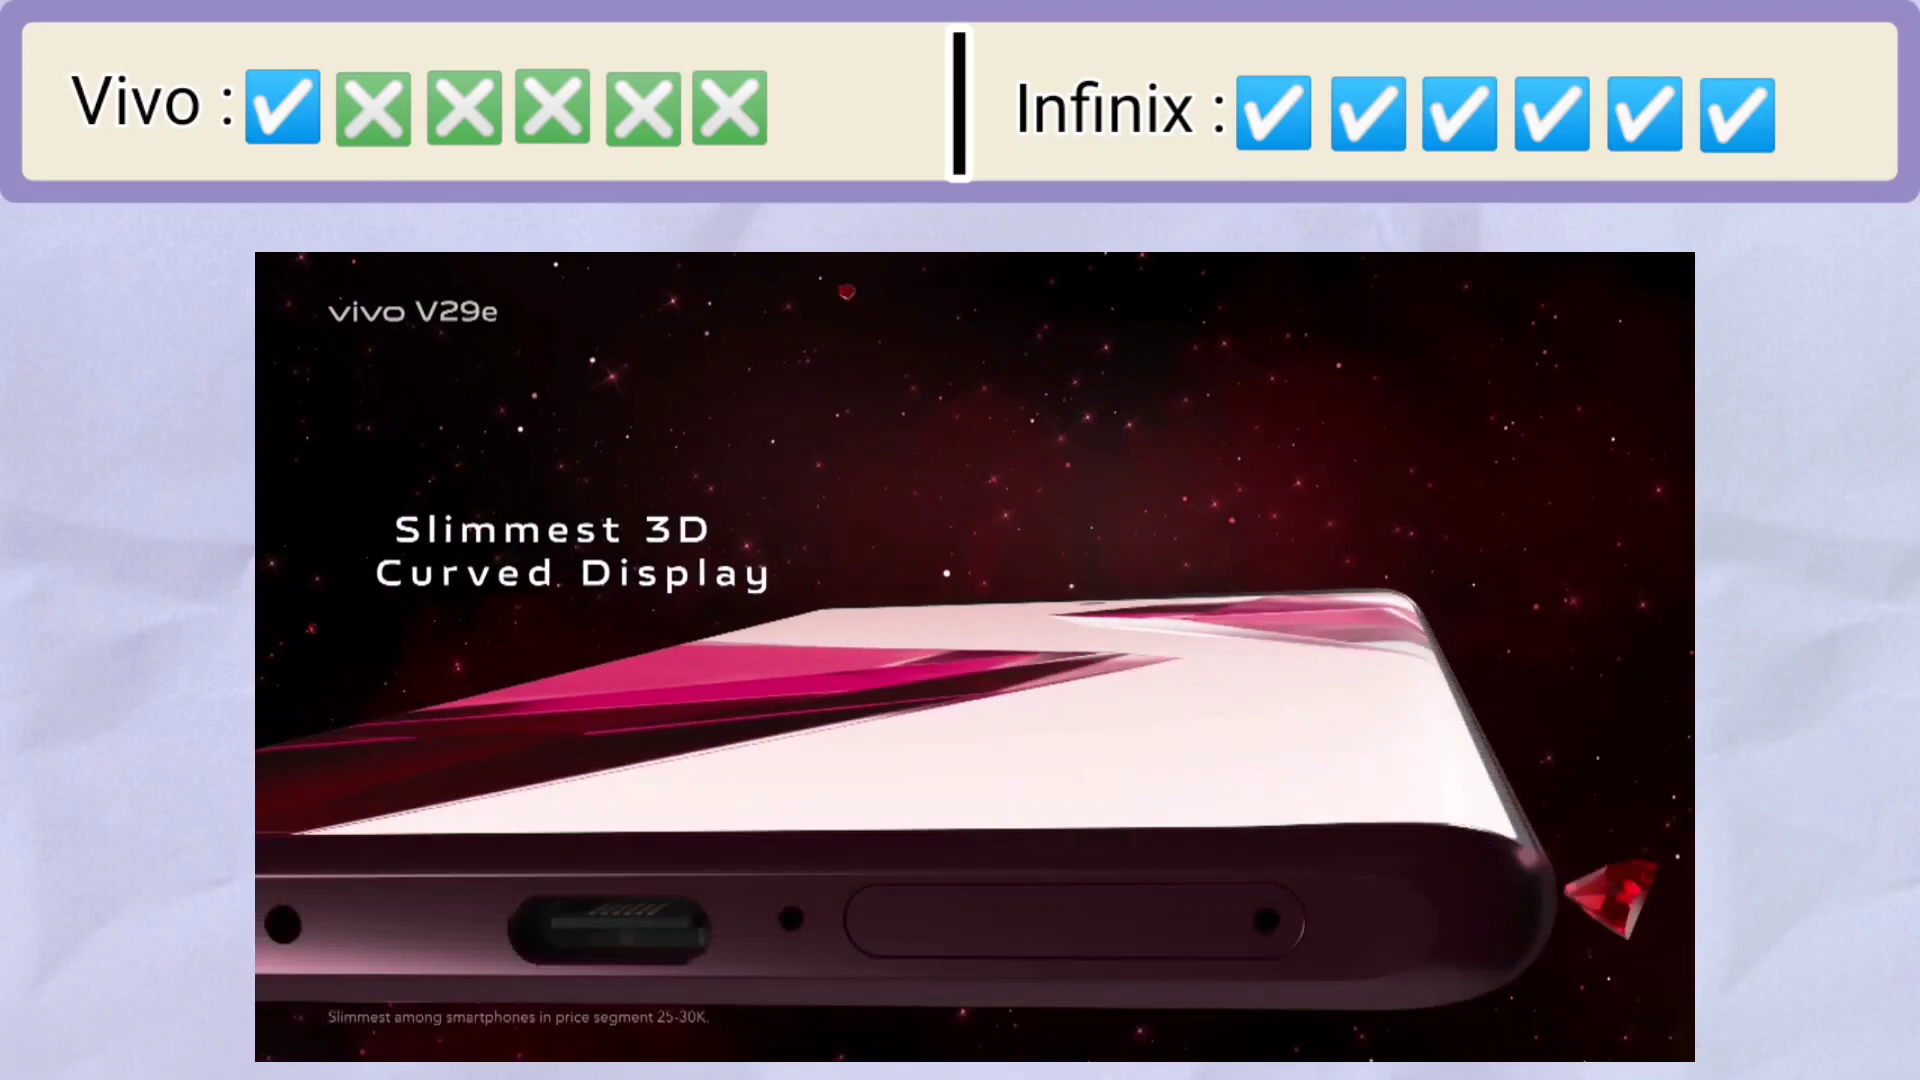 Vivo : ☑️ ❎ ❎ ❎ ❎ ❎
Infinix : ☑️ ☑️ ☑️ ☑️ ☑️ ☑️
vivo V29e
Slimmest 3D
Curved Display
Slimmest among smartphones in price segment 25-30K.